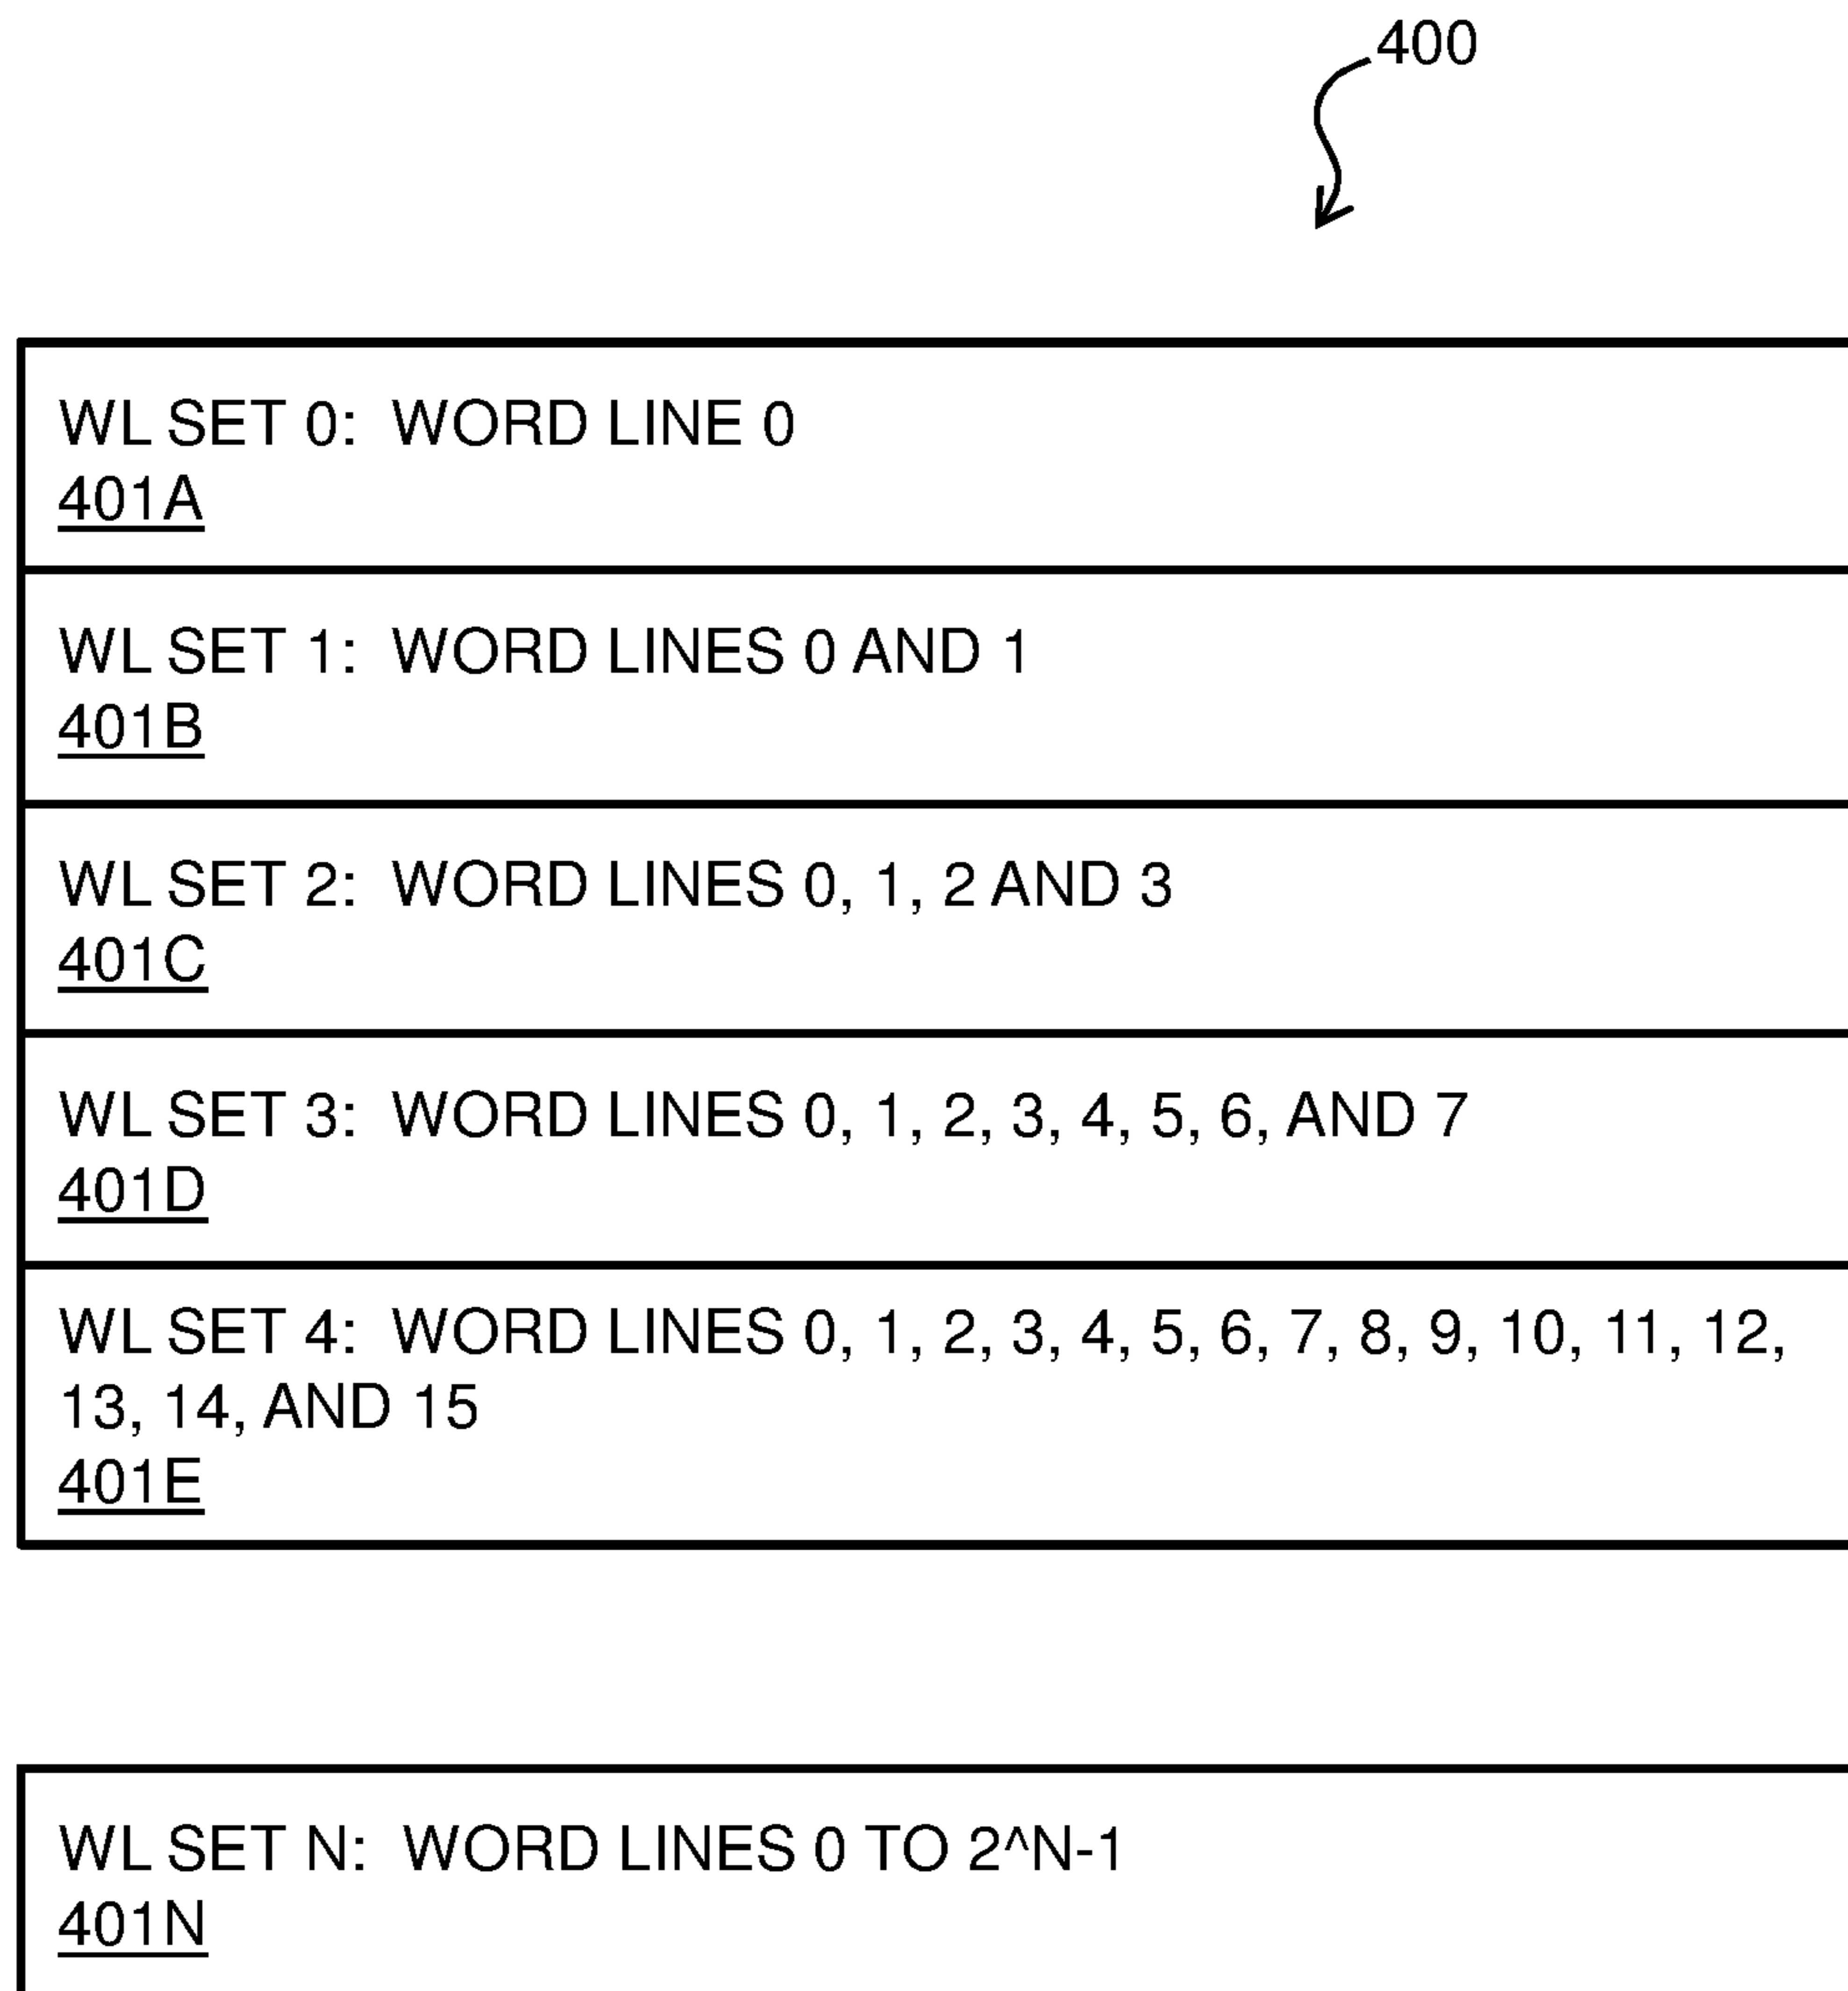 400
WL SET 0: WORD LINE 0
401A
WL SET 1: WORD LINES 0 AND 1
401B
WL SET 2: WORD LINES 0, 1, 2 AND 3
401C
WL SET 3: WORD LINES 0, 1, 2, 3, 4, 5, 6, AND 7
401D
WL SET 4: WORD LINES 0, 1, 2, 3, 4, 5, 6, 7, 8, 9, 10, 11, 12,
13, 14, AND 15
401E
WL SET N: WORD LINES 0 TO 2^N-1
401N